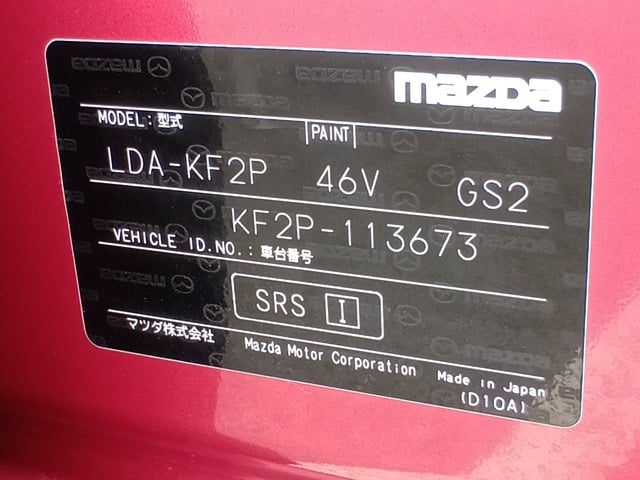 mazda
MODEL: 型式 PAINT
LDA-KF2P 46V GS2
KF2P-113673
VEHICLE ID.NO.: 車台番号
SRS I
マツダ株式会社 Mazda Motor Corporation Made in Japan
(D10A)